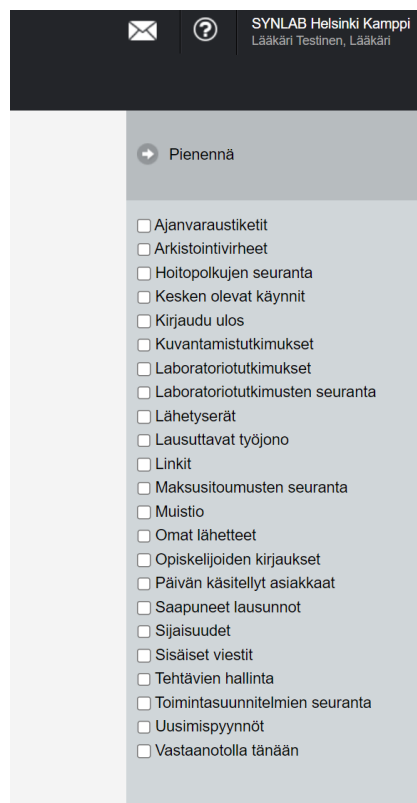 SYNLAB Helsinki Kamppi
Lääkäri Testinen, Lääkäri
Pienennä
Ajanvaraustiketit
Arkistointivirheet
Hoitopolkujen seuranta
Kesken olevat käynnit
Kirjaudu ulos
Kuvantamistutkimukset
Laboratoriotutkimukset
Laboratoriotutkimusten seuranta
Lähetyserät
Lausuttavat työjono
Linkit
Maksusitoumusten seuranta
Muistio
Omat lähetteet
Opiskelijoiden kirjaukset
Päivän käsitellyt asiakkaat
Saapuneet lausunnot
Sijaisuudet
Sisäiset viestit
Tehtävien hallinta
Toimintasuunnitelmien seuranta
Uusimispyynnöt
Vastaanotolla tänään